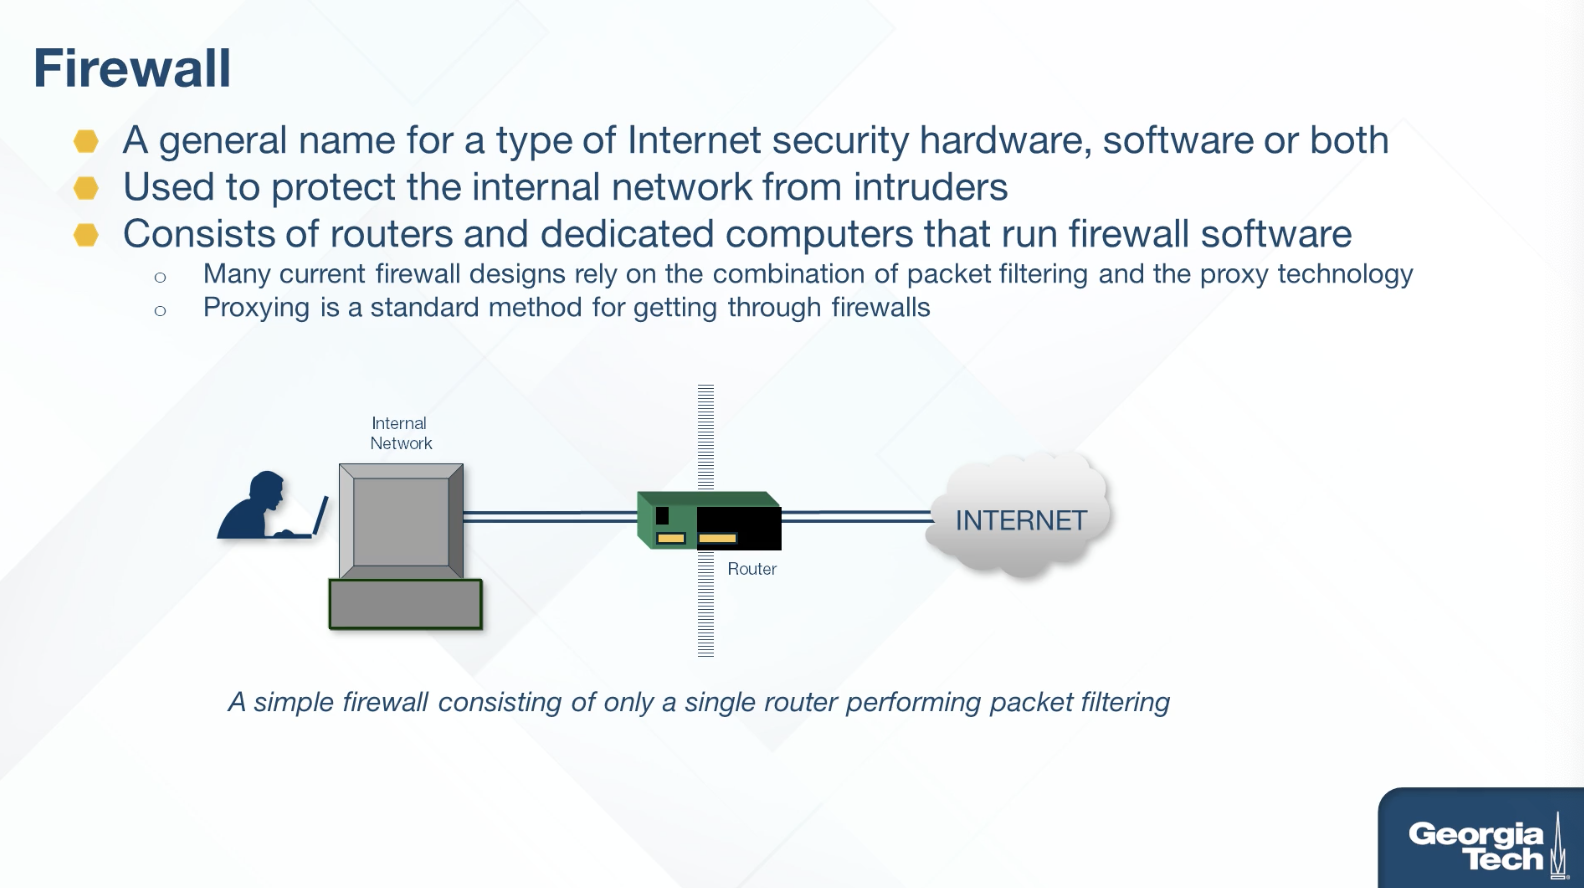 Firewall
A general name for a type of Internet security hardware, software or both
Used to protect the internal network from intruders
Consists of routers and dedicated computers that run firewall software
Many current firewall designs rely on the combination of packet filtering and the proxy technology
Proxying is a standard method for getting through firewalls
Internal
Network
INTERNET
Router
A simple firewall consisting of only a single router performing packet filtering
Georgia
Tech